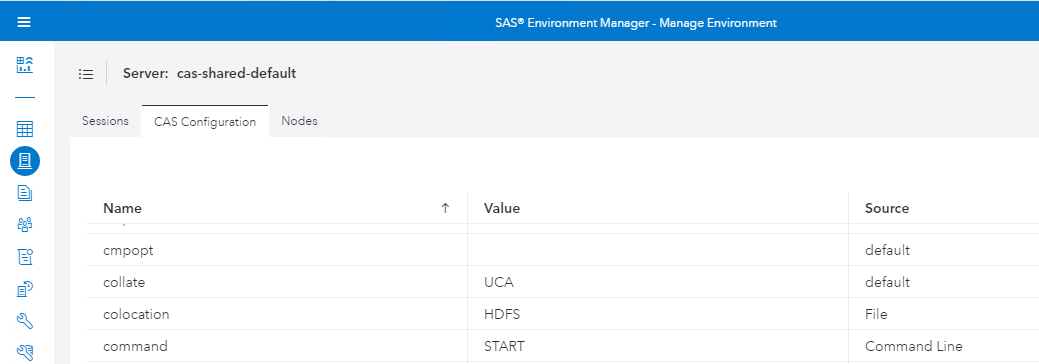 SAS® Environment Manager - Manage Environment
Server: cas-shared-default
Sessions CAS Configuration Nodes
Name Value Source
cmpopt default
collate UCA default
colocation HDFS File
command START Command Line